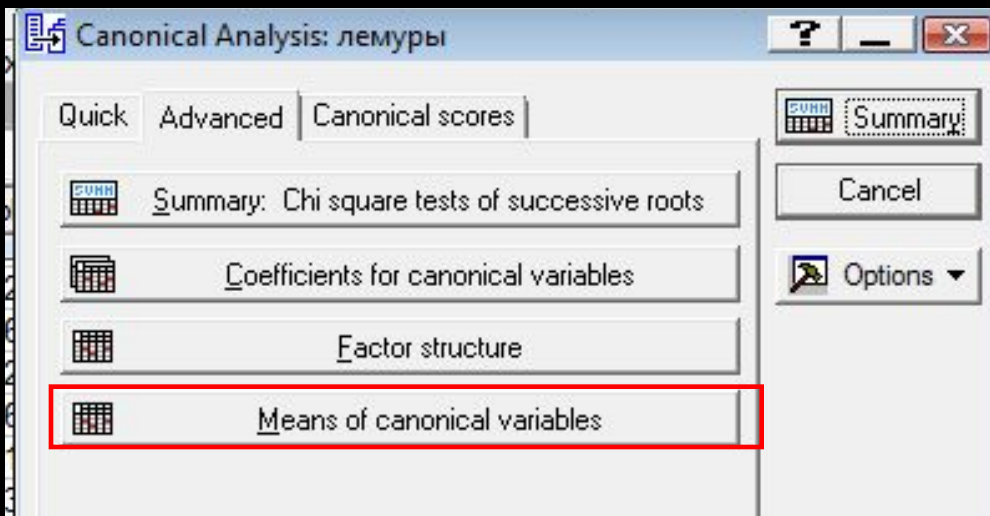 Canonical Analysis: лемуры
Quick Advanced Canonical scores
Summary: Chi square tests of successive roots
Coefficients for canonical variables
Factor structure
Means of canonical variables
Summary
Cancel
Options